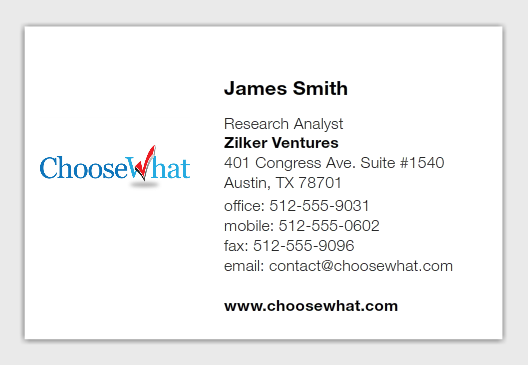 ChooseWhat
James Smith
Research Analyst
Zilker Ventures
401 Congress Ave. Suite #1540
Austin, TX 78701
office: 512-555-9031
mobile: 512-555-0602
fax: 512-555-9096
email: contact@choosewhat.com
www.choosewhat.com